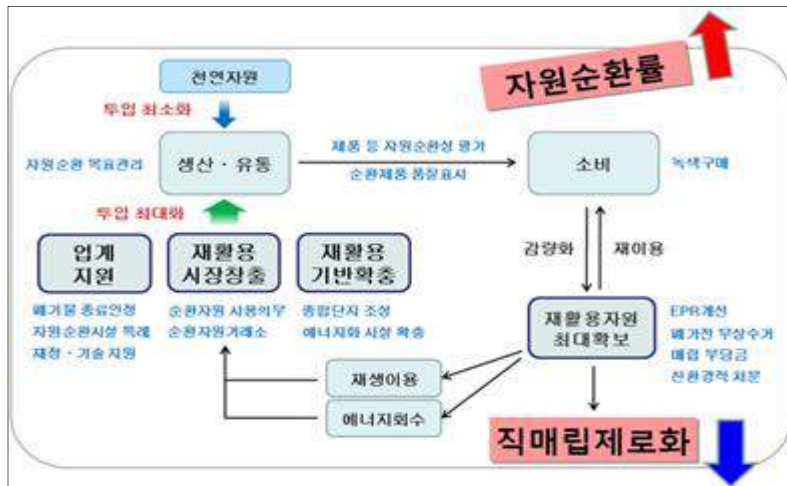 자원순환률
천연자원
투입 최소화
자원순환 목표관리
생산 · 유통
제품 등 자원순환성 평가
순환제품 품질표시
소비
녹색구매
투입 최대화
업계
지원
재활용
시장창출
재활용
기반확충
감량화
재이용
폐기물 종료인정
자원순환시설 특례
재정 · 기술 지원
순환자원 사용의무
순환자원거래소
종합단지 조성
에너지화 시설 확충
재활용자원
최대확보
EPR개선
폐가전 무상수거
매립 부담금
친환경적 처분
재생이용
에너지회수
직매립제로화